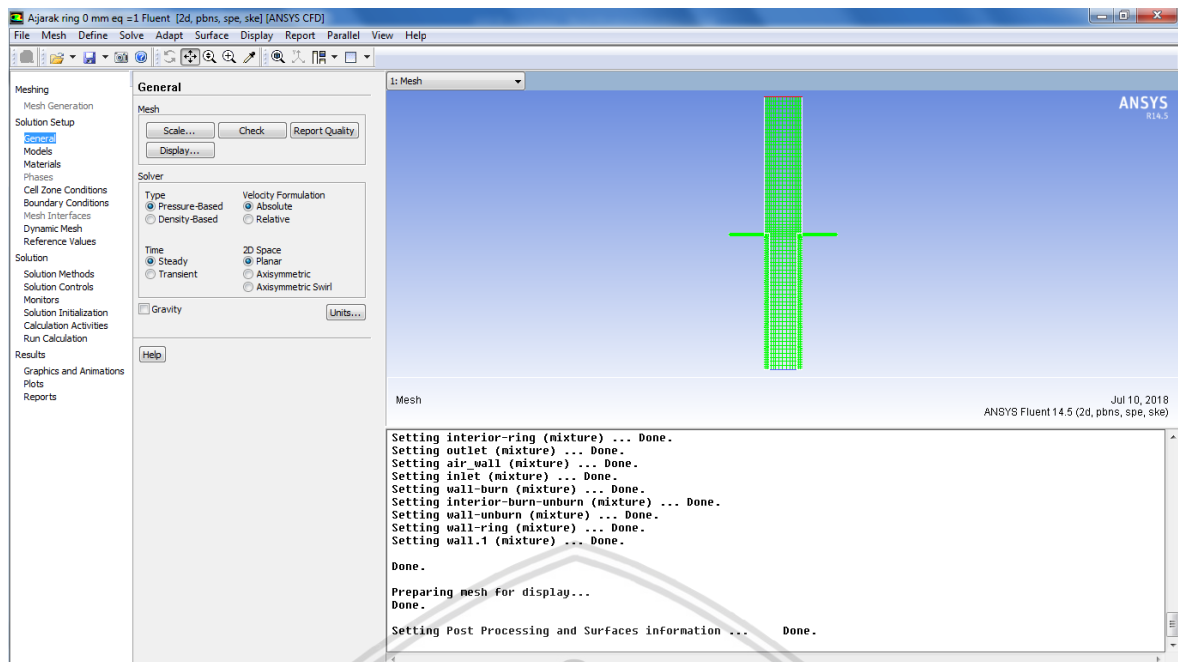 A:jarak ring 0 mm eq =1 Fluent [2d, pbns, spe, ske] [ANSYS CFD]
File Mesh Define Solve Adapt Surface Display Report Parallel View Help
Meshing
Mesh Generation
Solution Setup
General
Models
Materials
Phases
Cell Zone Conditions
Boundary Conditions
Mesh Interfaces
Dynamic Mesh
Reference Values
Solution
Solution Methods
Solution Controls
Monitors
Solution Initialization
Calculation Activities
Run Calculation
Results
Graphics and Animations
Plots
Reports
General
Mesh
Scale... Check Report Quality
Display...
Solver
Type Velocity Formulation
Pressure-Based Absolute
Density-Based Relative
Time 2D Space
Steady Planar
Transient Axisymmetric
Axisymmetric Swirl
Gravity Units...
Help
1: Mesh
ANSYS
R14.5
Mesh Jul 10, 2018
ANSYS Fluent 14.5 (2d, pbns, spe, ske)
Setting interior-ring (mixture) ... Done.
Setting outlet (mixture) ... Done.
Setting air_wall (mixture) ... Done.
Setting inlet (mixture) ... Done.
Setting wall-burn (mixture) ... Done.
Setting interior-burn-unburn (mixture) ... Done.
Setting wall-unburn (mixture) ... Done.
Setting wall-ring (mixture) ... Done.
Setting wall.1 (mixture) ... Done.
Done.
Preparing mesh for display...
Done.
Setting Post Processing and Surfaces information ... Done.